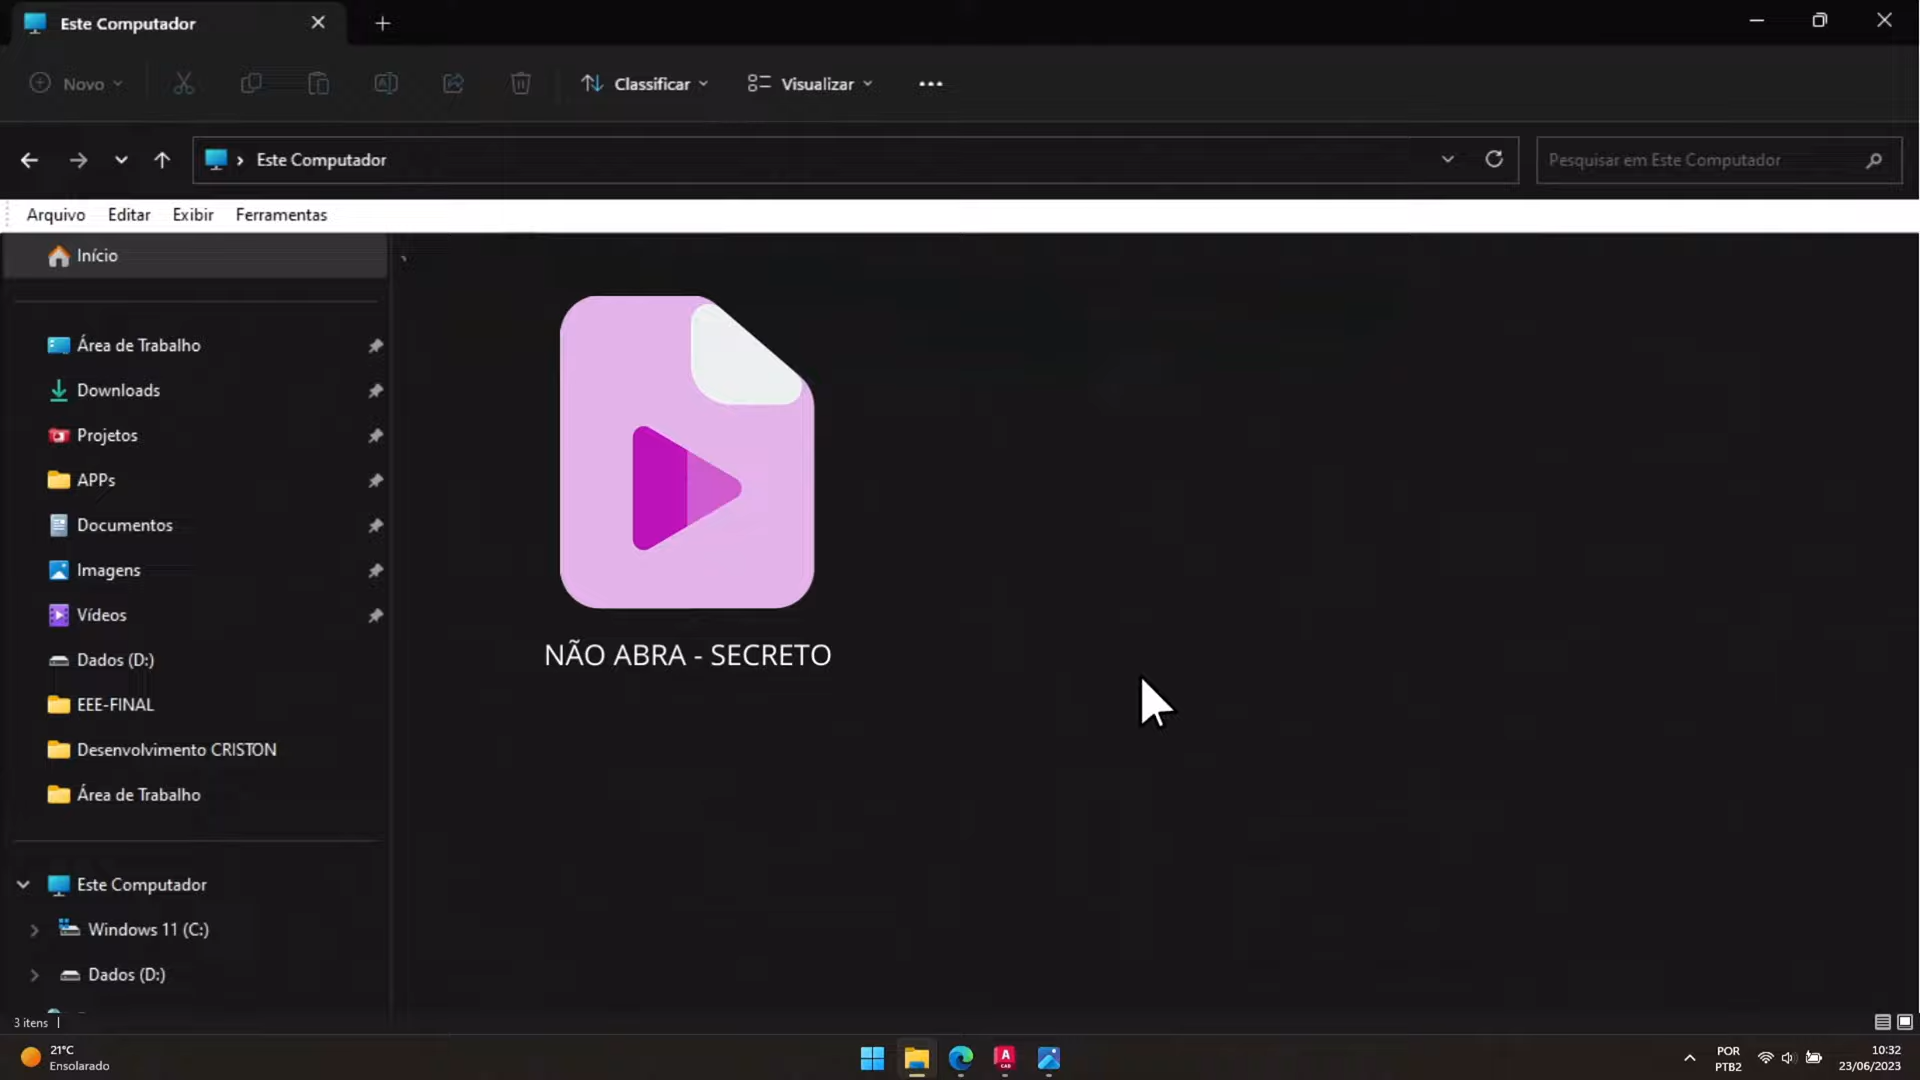 Este Computador
Novo
Classificar
Visualizar
Este Computador
Pesquisar em Este Computador
Arquivo Editar Exibir Ferramentas
Início
Área de Trabalho
Downloads
Projetos
APPs
Documentos
Imagens
Vídeos
Dados (D:)
EEE-FINAL
Desenvolvimento CRISTON
Área de Trabalho
Este Computador
Windows 11 (C:)
Dados (D:)
NÃO ABRA - SECRETO
3 itens
21°C
Ensolarado
A
CAD
POR
PTB2
10:32
23/06/2023